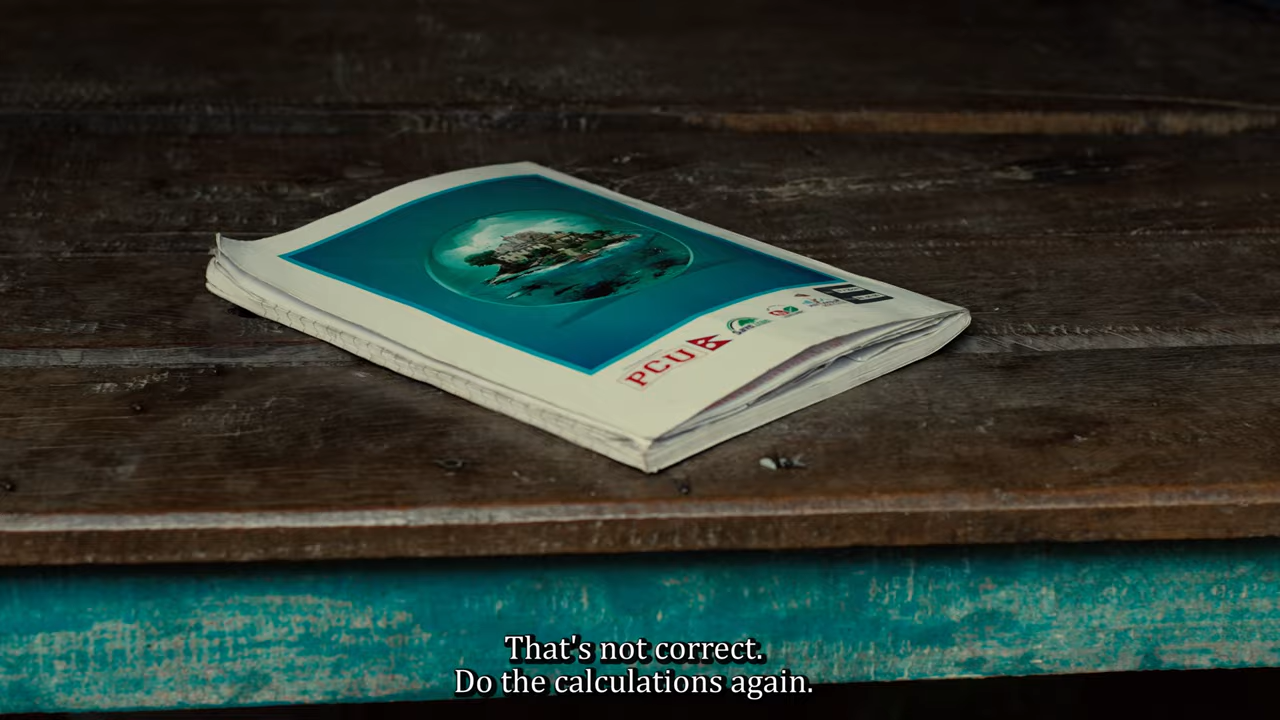 PCU
That's not correct.
Do the calculations again.